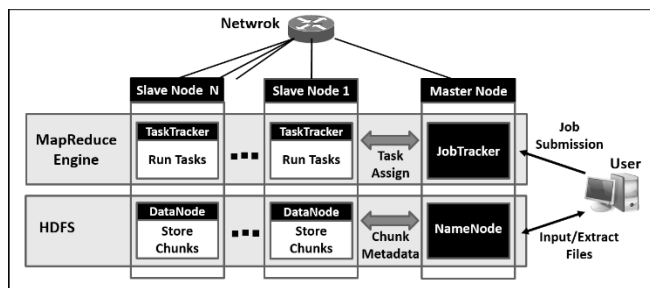 Netwrok
Slave Node N
Slave Node 1
Master Node
MapReduce
Engine
TaskTracker
Run Tasks
TaskTracker
Run Tasks
Task
Assign
JobTracker
Job
Submission
User
HDFS
DataNode
Store
Chunks
DataNode
Store
Chunks
Chunk
Metadata
NameNode
Input/Extract
Files